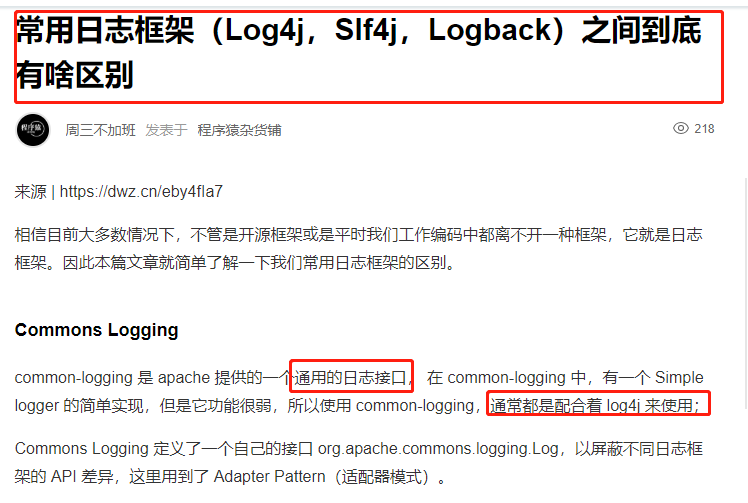 常用日志框架（Log4j，Slf4j，Logback）之间到底
有啥区别
程序猿
周三不加班 发表于 程序猿杂货铺
218
来源 | https://dwz.cn/eby4fla7
相信目前大多数情况下，不管是开源框架或是平时我们工作编码中都离不开一种框架，它就是日志
框架。因此本篇文章就简单了解一下我们常用日志框架的区别。
Commons Logging
common-logging 是 apache 提供的一个通用的日志接口， 在 common-logging 中，有一个 Simple
logger 的简单实现，但是它功能很弱，所以使用 common-logging，通常都是配合着 log4j 来使用；
Commons Logging 定义了一个自己的接口 org.apache.commons.logging.Log，以屏蔽不同日志框
架的 API 差异，这里用到了 Adapter Pattern（适配器模式）。